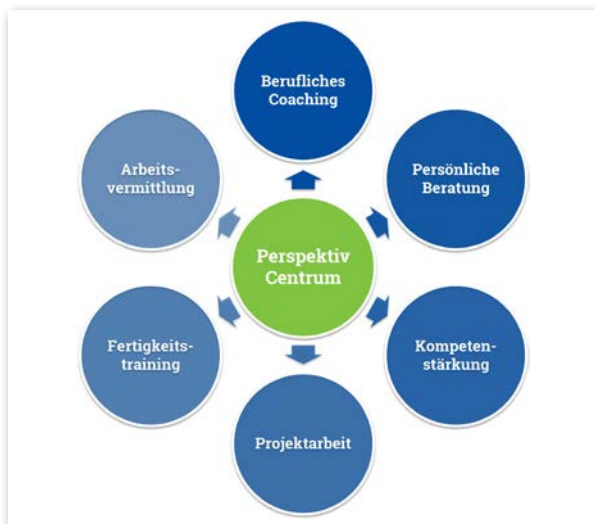 Berufliches
Coaching
Arbeits-
vermittlung
Persönliche
Beratung
Perspektiv
Centrum
Fertigkeits-
training
Kompeten-
stärkung
Projektarbeit